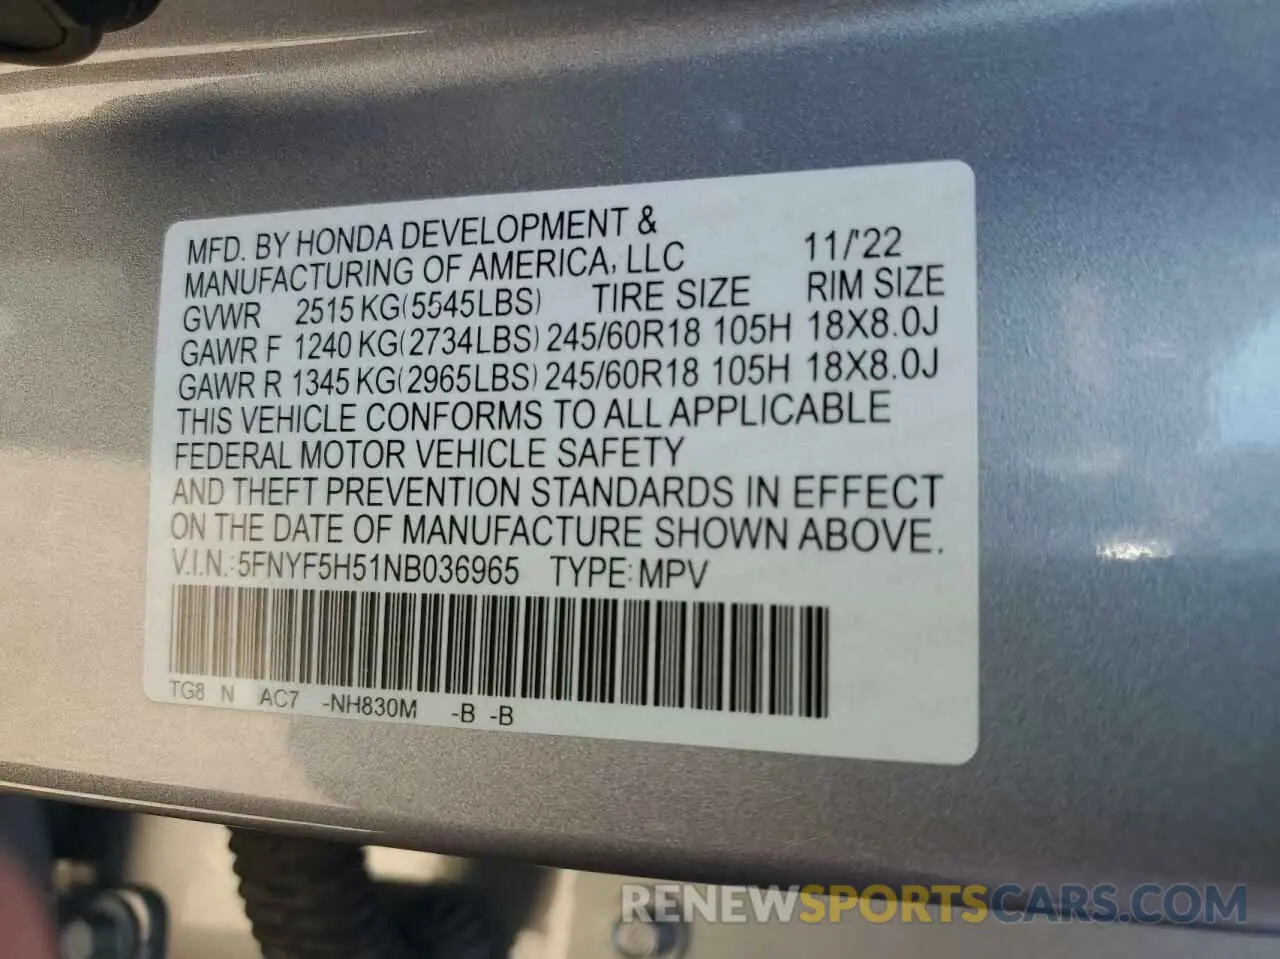 MFD. BY HONDA DEVELOPMENT &
MANUFACTURING OF AMERICA, LLC 11/'22
GVWR 2515 KG(5545LBS) TIRE SIZE RIM SIZE
GAWR F 1240 KG(2734LBS) 245/60R18 105H 18X8.0J
GAWR R 1345 KG(2965LBS) 245/60R18 105H 18X8.0J
THIS VEHICLE CONFORMS TO ALL APPLICABLE
FEDERAL MOTOR VEHICLE SAFETY
AND THEFT PREVENTION STANDARDS IN EFFECT
ON THE DATE OF MANUFACTURE SHOWN ABOVE.
V.I.N.:5FNYF5H51NB036965 TYPE:MPV
TG8 N AC7 -NH830M -B -B
RENEWSPORTSCARS.COM